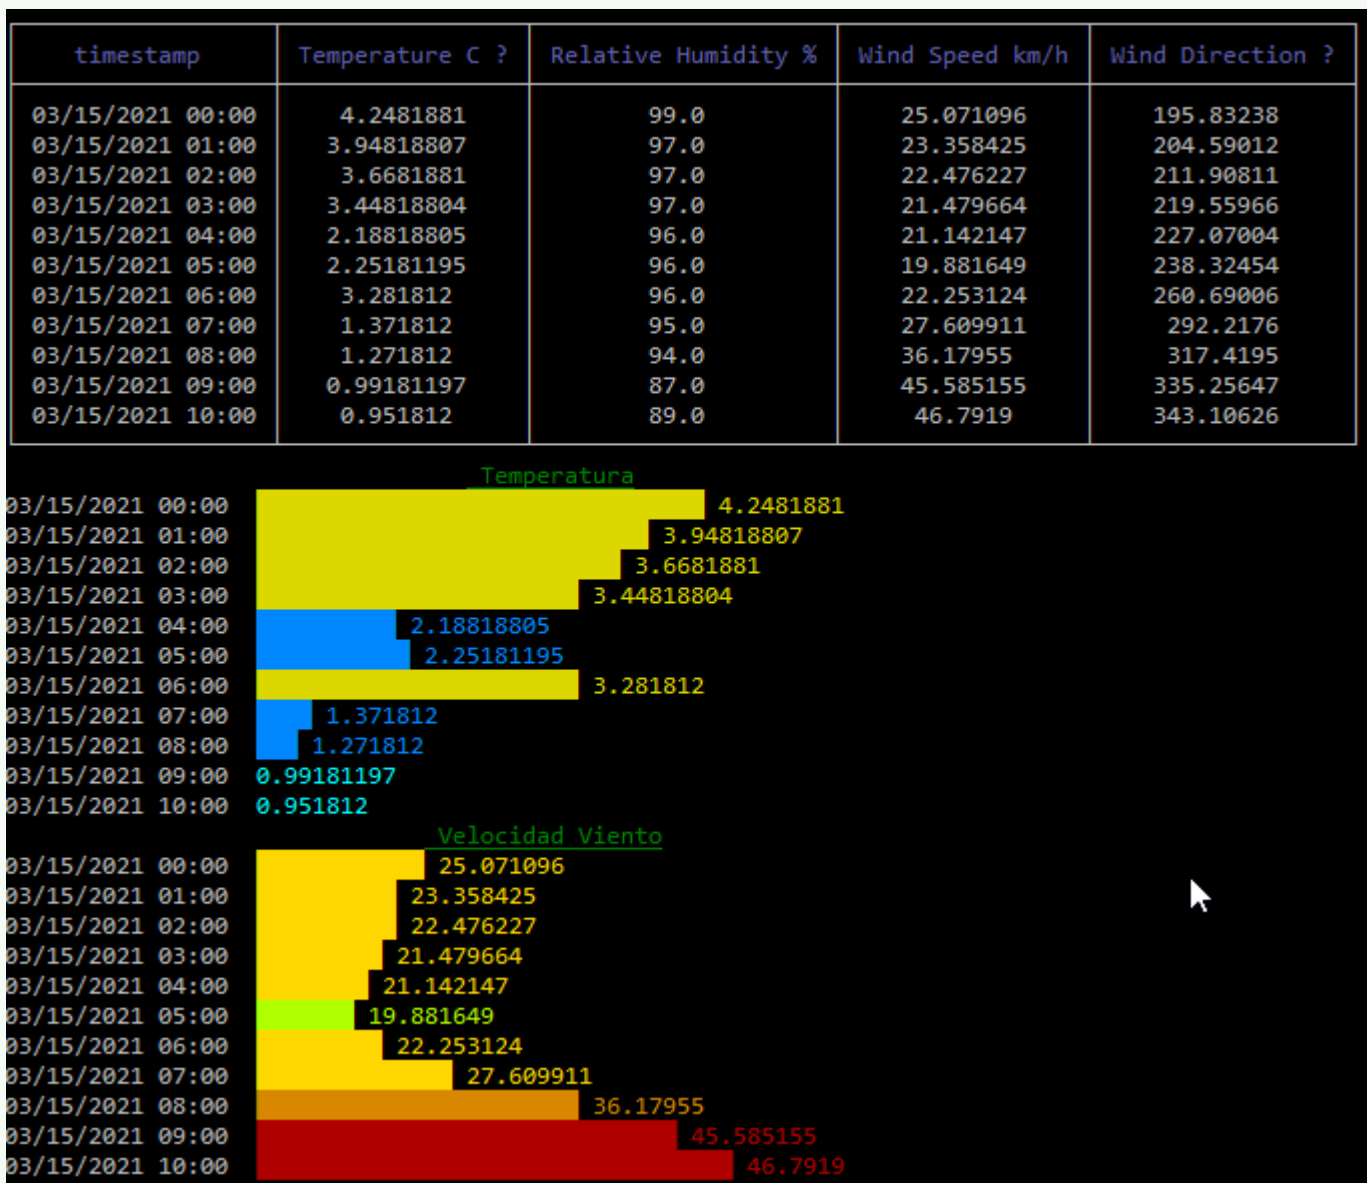 timestamp Temperature C ? Relative Humidity % Wind Speed km/h Wind Direction ?
03/15/2021 00:00 4.2481881 99.0 25.071096 195.83238
03/15/2021 01:00 3.94818807 97.0 23.358425 204.59012
03/15/2021 02:00 3.6681881 97.0 22.476227 211.90811
03/15/2021 03:00 3.44818804 97.0 21.479664 219.55966
03/15/2021 04:00 2.18818805 96.0 21.142147 227.07004
03/15/2021 05:00 2.25181195 96.0 19.881649 238.32454
03/15/2021 06:00 3.281812 96.0 22.253124 260.69006
03/15/2021 07:00 1.371812 95.0 27.609911 292.2176
03/15/2021 08:00 1.271812 94.0 36.17955 317.4195
03/15/2021 09:00 0.99181197 87.0 45.585155 335.25647
03/15/2021 10:00 0.951812 89.0 46.7919 343.10626
Temperatura
03/15/2021 00:00 4.2481881
03/15/2021 01:00 3.94818807
03/15/2021 02:00 3.6681881
03/15/2021 03:00 3.44818804
03/15/2021 04:00 2.18818805
03/15/2021 05:00 2.25181195
03/15/2021 06:00 3.281812
03/15/2021 07:00 1.371812
03/15/2021 08:00 1.271812
03/15/2021 09:00 0.99181197
03/15/2021 10:00 0.951812
Velocidad Viento
03/15/2021 00:00 25.071096
03/15/2021 01:00 23.358425
03/15/2021 02:00 22.476227
03/15/2021 03:00 21.479664
03/15/2021 04:00 21.142147
03/15/2021 05:00 19.881649
03/15/2021 06:00 22.253124
03/15/2021 07:00 27.609911
03/15/2021 08:00 36.17955
03/15/2021 09:00 45.585155
03/15/2021 10:00 46.7919